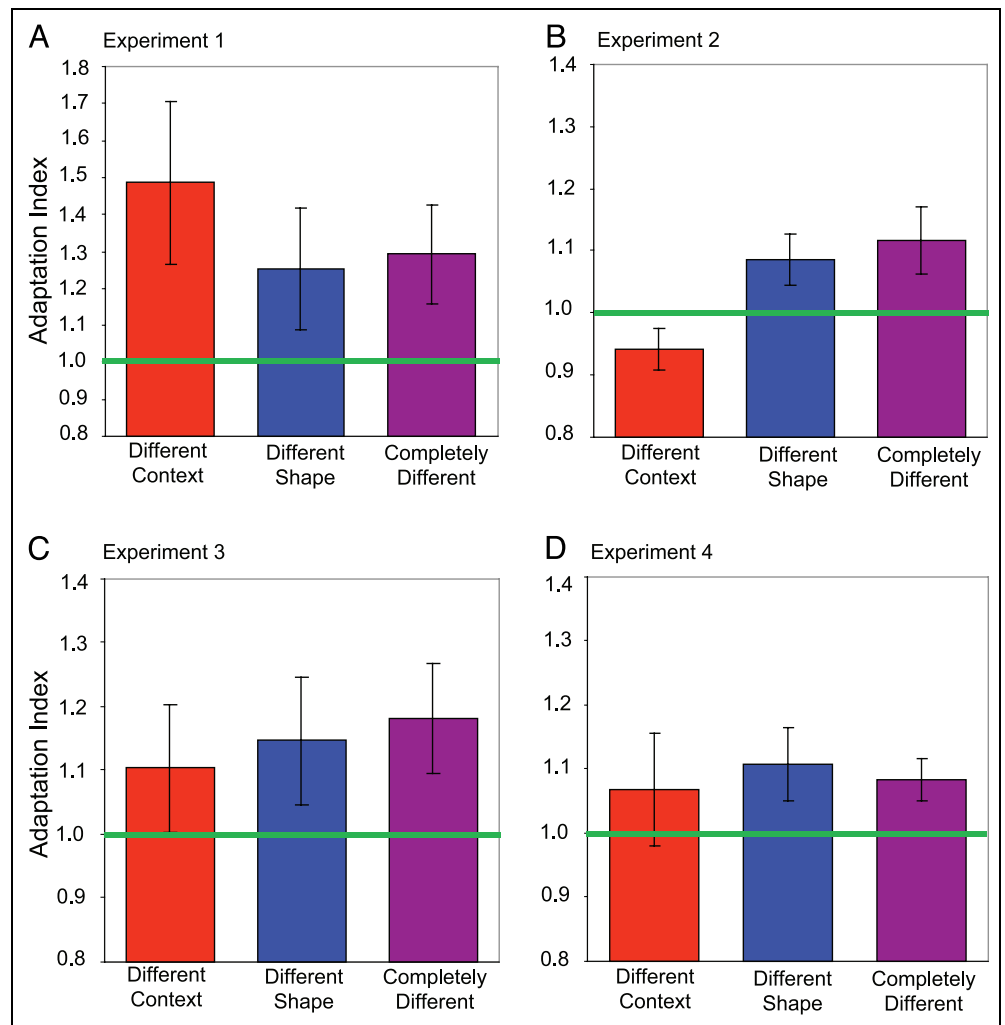 A Experiment 1
1.8
1.7
1.6
1.5
1.4
1.3
1.2
1.1
1.0
0.9
0.8
Adaptation Index
Different
Context
Different
Shape
Completely
Different
B Experiment 2
1.4
1.3
1.2
1.1
1.0
0.9
0.8
Different
Context
Different
Shape
Completely
Different
C Experiment 3
1.4
1.3
1.2
1.1
1.0
0.9
0.8
Adaptation Index
Different
Context
Different
Shape
Completely
Different
D Experiment 4
1.4
1.3
1.2
1.1
1.0
0.9
0.8
Different
Context
Different
Shape
Completely
Different